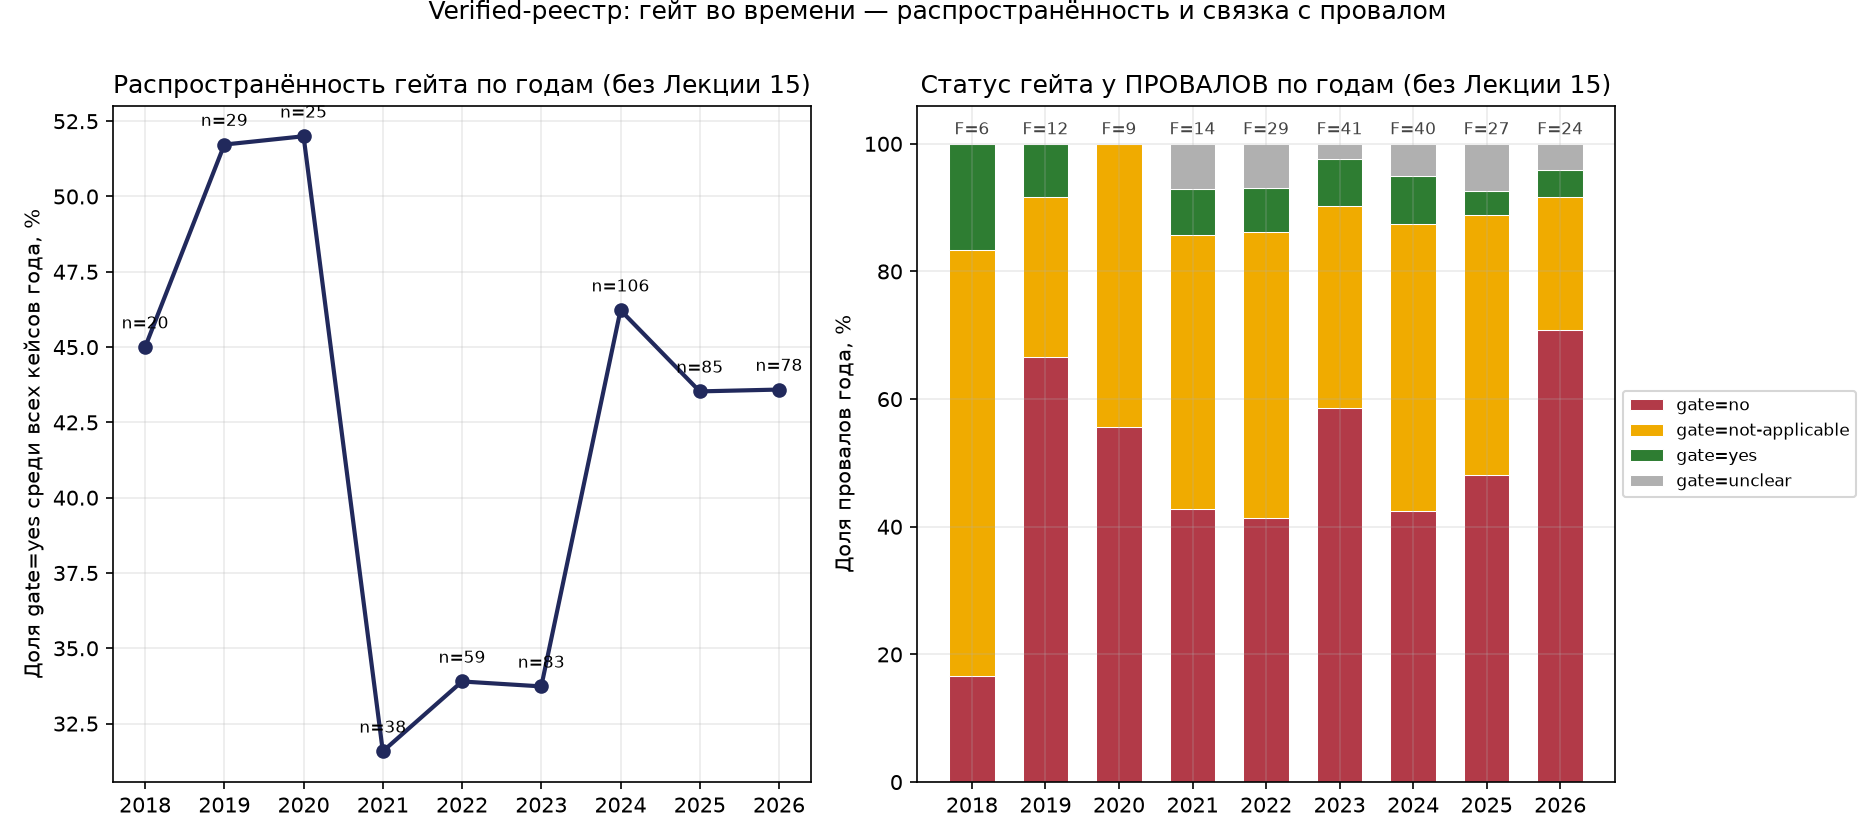 Verified-реестр: гейт во времени — распространённость и связка с провалом
Распространённость гейта по годам (без Лекции 15)
Доля gate=yes среди всех кейсов года, %
52.5
50.0
47.5
45.0
42.5
40.0
37.5
35.0
32.5
n=20
n=29
n=25
n=38
n=59
n=83
n=106
n=85
n=78
2018 2019 2020 2021 2022 2023 2024 2025 2026
Статус гейта у ПРОВАЛОВ по годам (без Лекции 15)
Доля провалов года, %
100
80
60
40
20
0
F=6 F=12 F=9 F=14 F=29 F=41 F=40 F=27 F=24
2018 2019 2020 2021 2022 2023 2024 2025 2026
gate=no
gate=not-applicable
gate=yes
gate=unclear